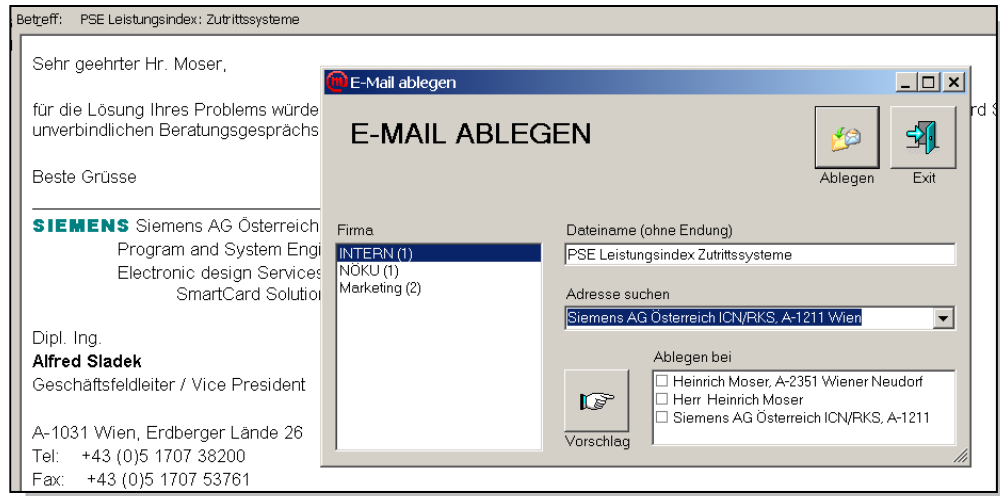 Betreff: PSE Leistungsindex: Zutrittssysteme
Sehr geehrter Hr. Moser,
für die Lösung Ihres Problems würde
rd S
unverbindlichen Beratungsgesprächs
Beste Grüsse
SIEMENS Siemens AG Österreich
Program and System Engi
Electronic design Services
SmartCard Solution
Dipl. Ing.
Alfred Sladek
Geschäftsfeldleiter / Vice President
A-1031 Wien, Erdberger Lände 26
Tel: +43 (0)5 1707 38200
Fax: +43 (0)5 1707 53761
m E-Mail ablegen
E-MAIL ABLEGEN
Ablegen
Exit
Firma
INTERN (1)
NÖKU (1)
Marketing (2)
Dateiname (ohne Endung)
PSE Leistungsindex Zutrittssysteme
Adresse suchen
Siemens AG Österreich ICN/RKS, A-1211 Wien
Vorschlag
Ablegen bei
Heinrich Moser, A-2351 Wiener Neudorf
Herr Heinrich Moser
Siemens AG Österreich ICN/RKS, A-1211